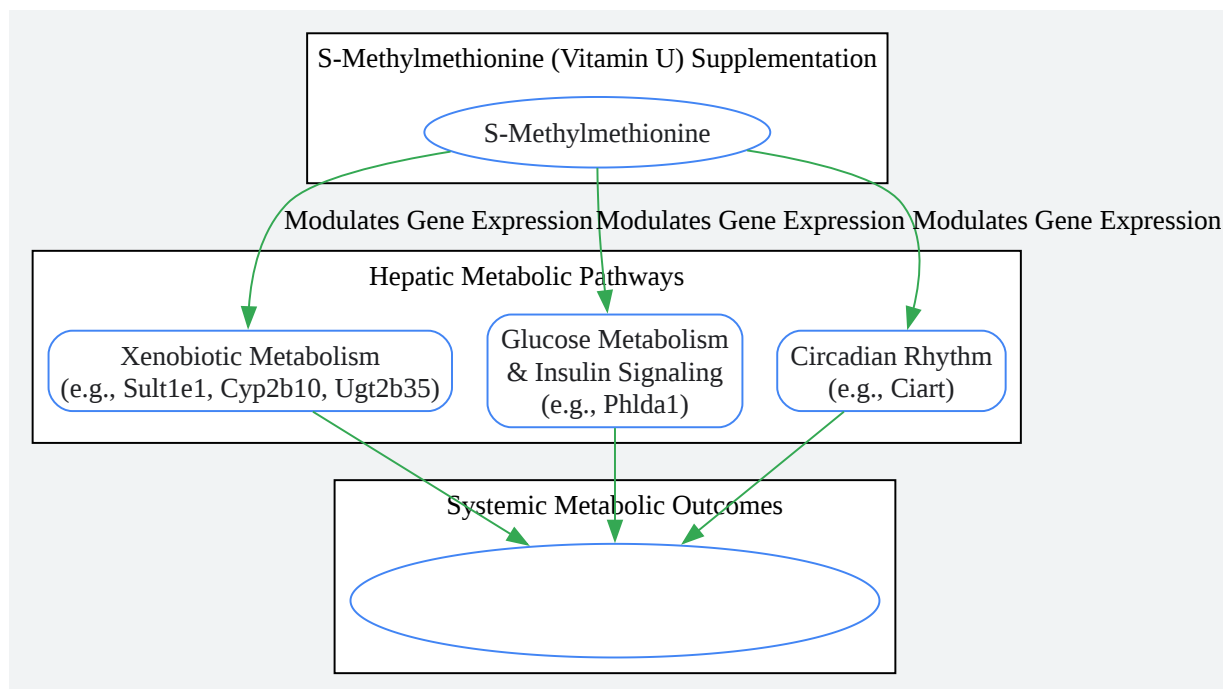 S-Methylmethionine (Vitamin U) Supplementation
S-Methylmethionine
Modulates Gene Expression
Modulates Gene Expression
Modulates Gene Expression
Hepatic Metabolic Pathways
Xenobiotic Metabolism
(e.g., Sult1e1, Cyp2b10, Ugt2b35)
Glucose Metabolism
& Insulin Signaling
(e.g., Phlda1)
Circadian Rhythm
(e.g., Ciart)
Systemic Metabolic Outcomes